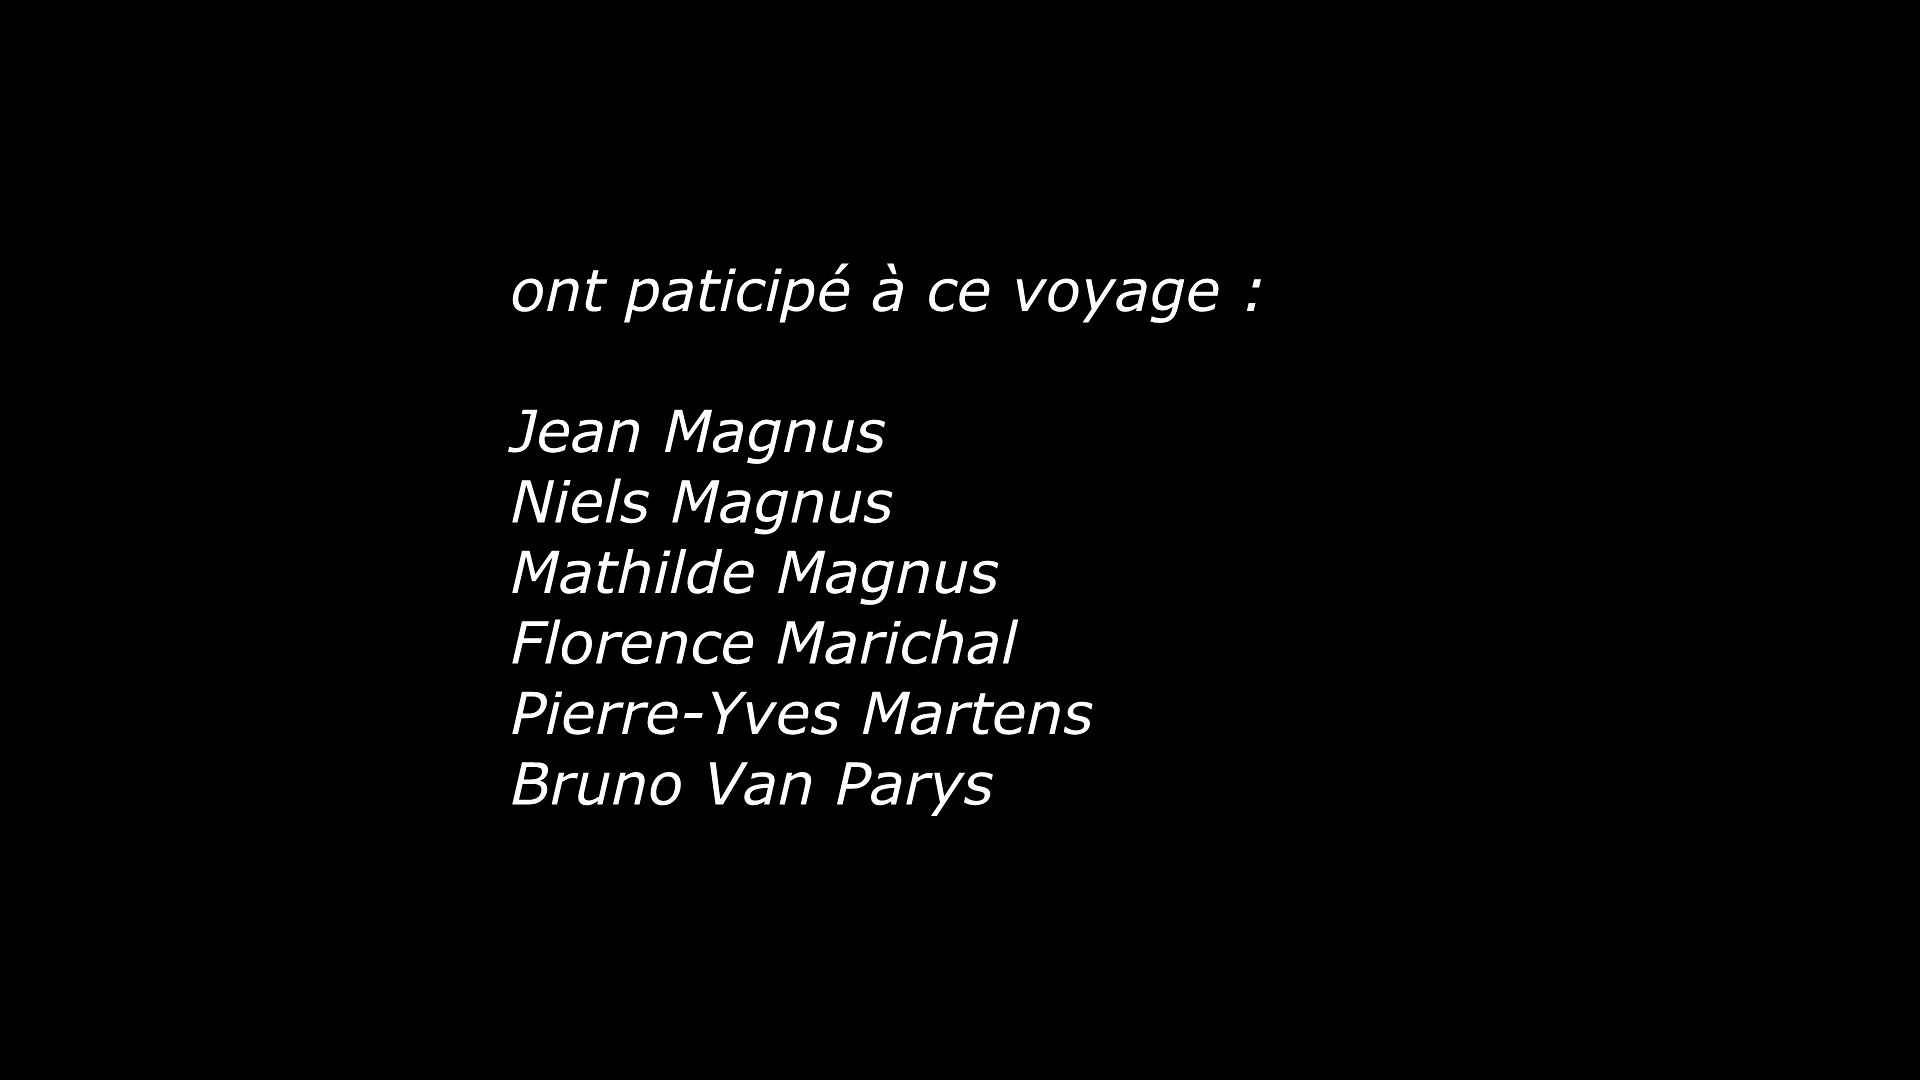 ont paticipé à ce voyage :
Jean Magnus
Niels Magnus
Mathilde Magnus
Florence Marichal
Pierre-Yves Martens
Bruno Van Parys